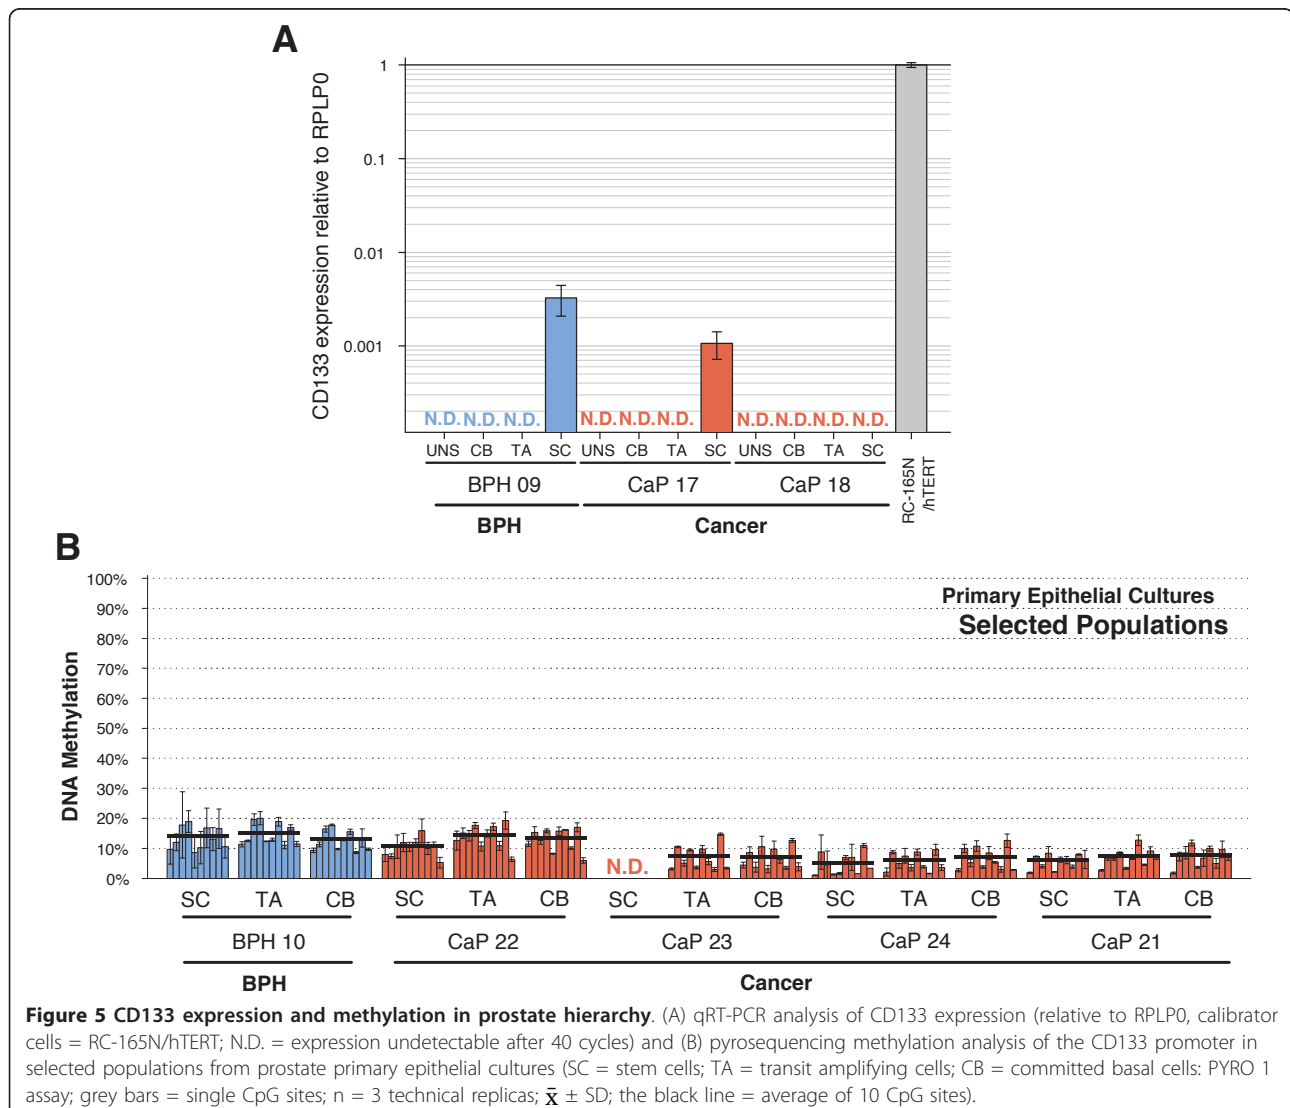 A
CD133 expression relative to RPLP0
1
0.1
0.01
0.001
N.D. N.D. N.D. N.D. N.D. N.D. N.D. N.D. N.D. N.D.
UNS CB TA SC UNS CB TA SC UNS CB TA SC
RC-165N
/hTERT
BPH 09 CaP 17 CaP 18
BPH Cancer
B
DNA Methylation
100%
90%
80%
70%
60%
50%
40%
30%
20%
10%
0%
Primary Epithelial Cultures
Selected Populations
N.D.
SC TA CB SC TA CB SC TA CB SC TA CB SC TA CB
BPH 10 CaP 22 CaP 23 CaP 24 CaP 21
BPH Cancer
Figure 5 CD133 expression and methylation in prostate hierarchy. (A) qRT-PCR analysis of CD133 expression (relative to RPLP0, calibrator
cells = RC-165N/hTERT; N.D. = expression undetectable after 40 cycles) and (B) pyrosequencing methylation analysis of the CD133 promoter in
selected populations from prostate primary epithelial cultures (SC = stem cells; TA = transit amplifying cells; CB = committed basal cells: PYRO 1
assay; grey bars = single CpG sites; n = 3 technical replicas; x̄ ± SD; the black line = average of 10 CpG sites).